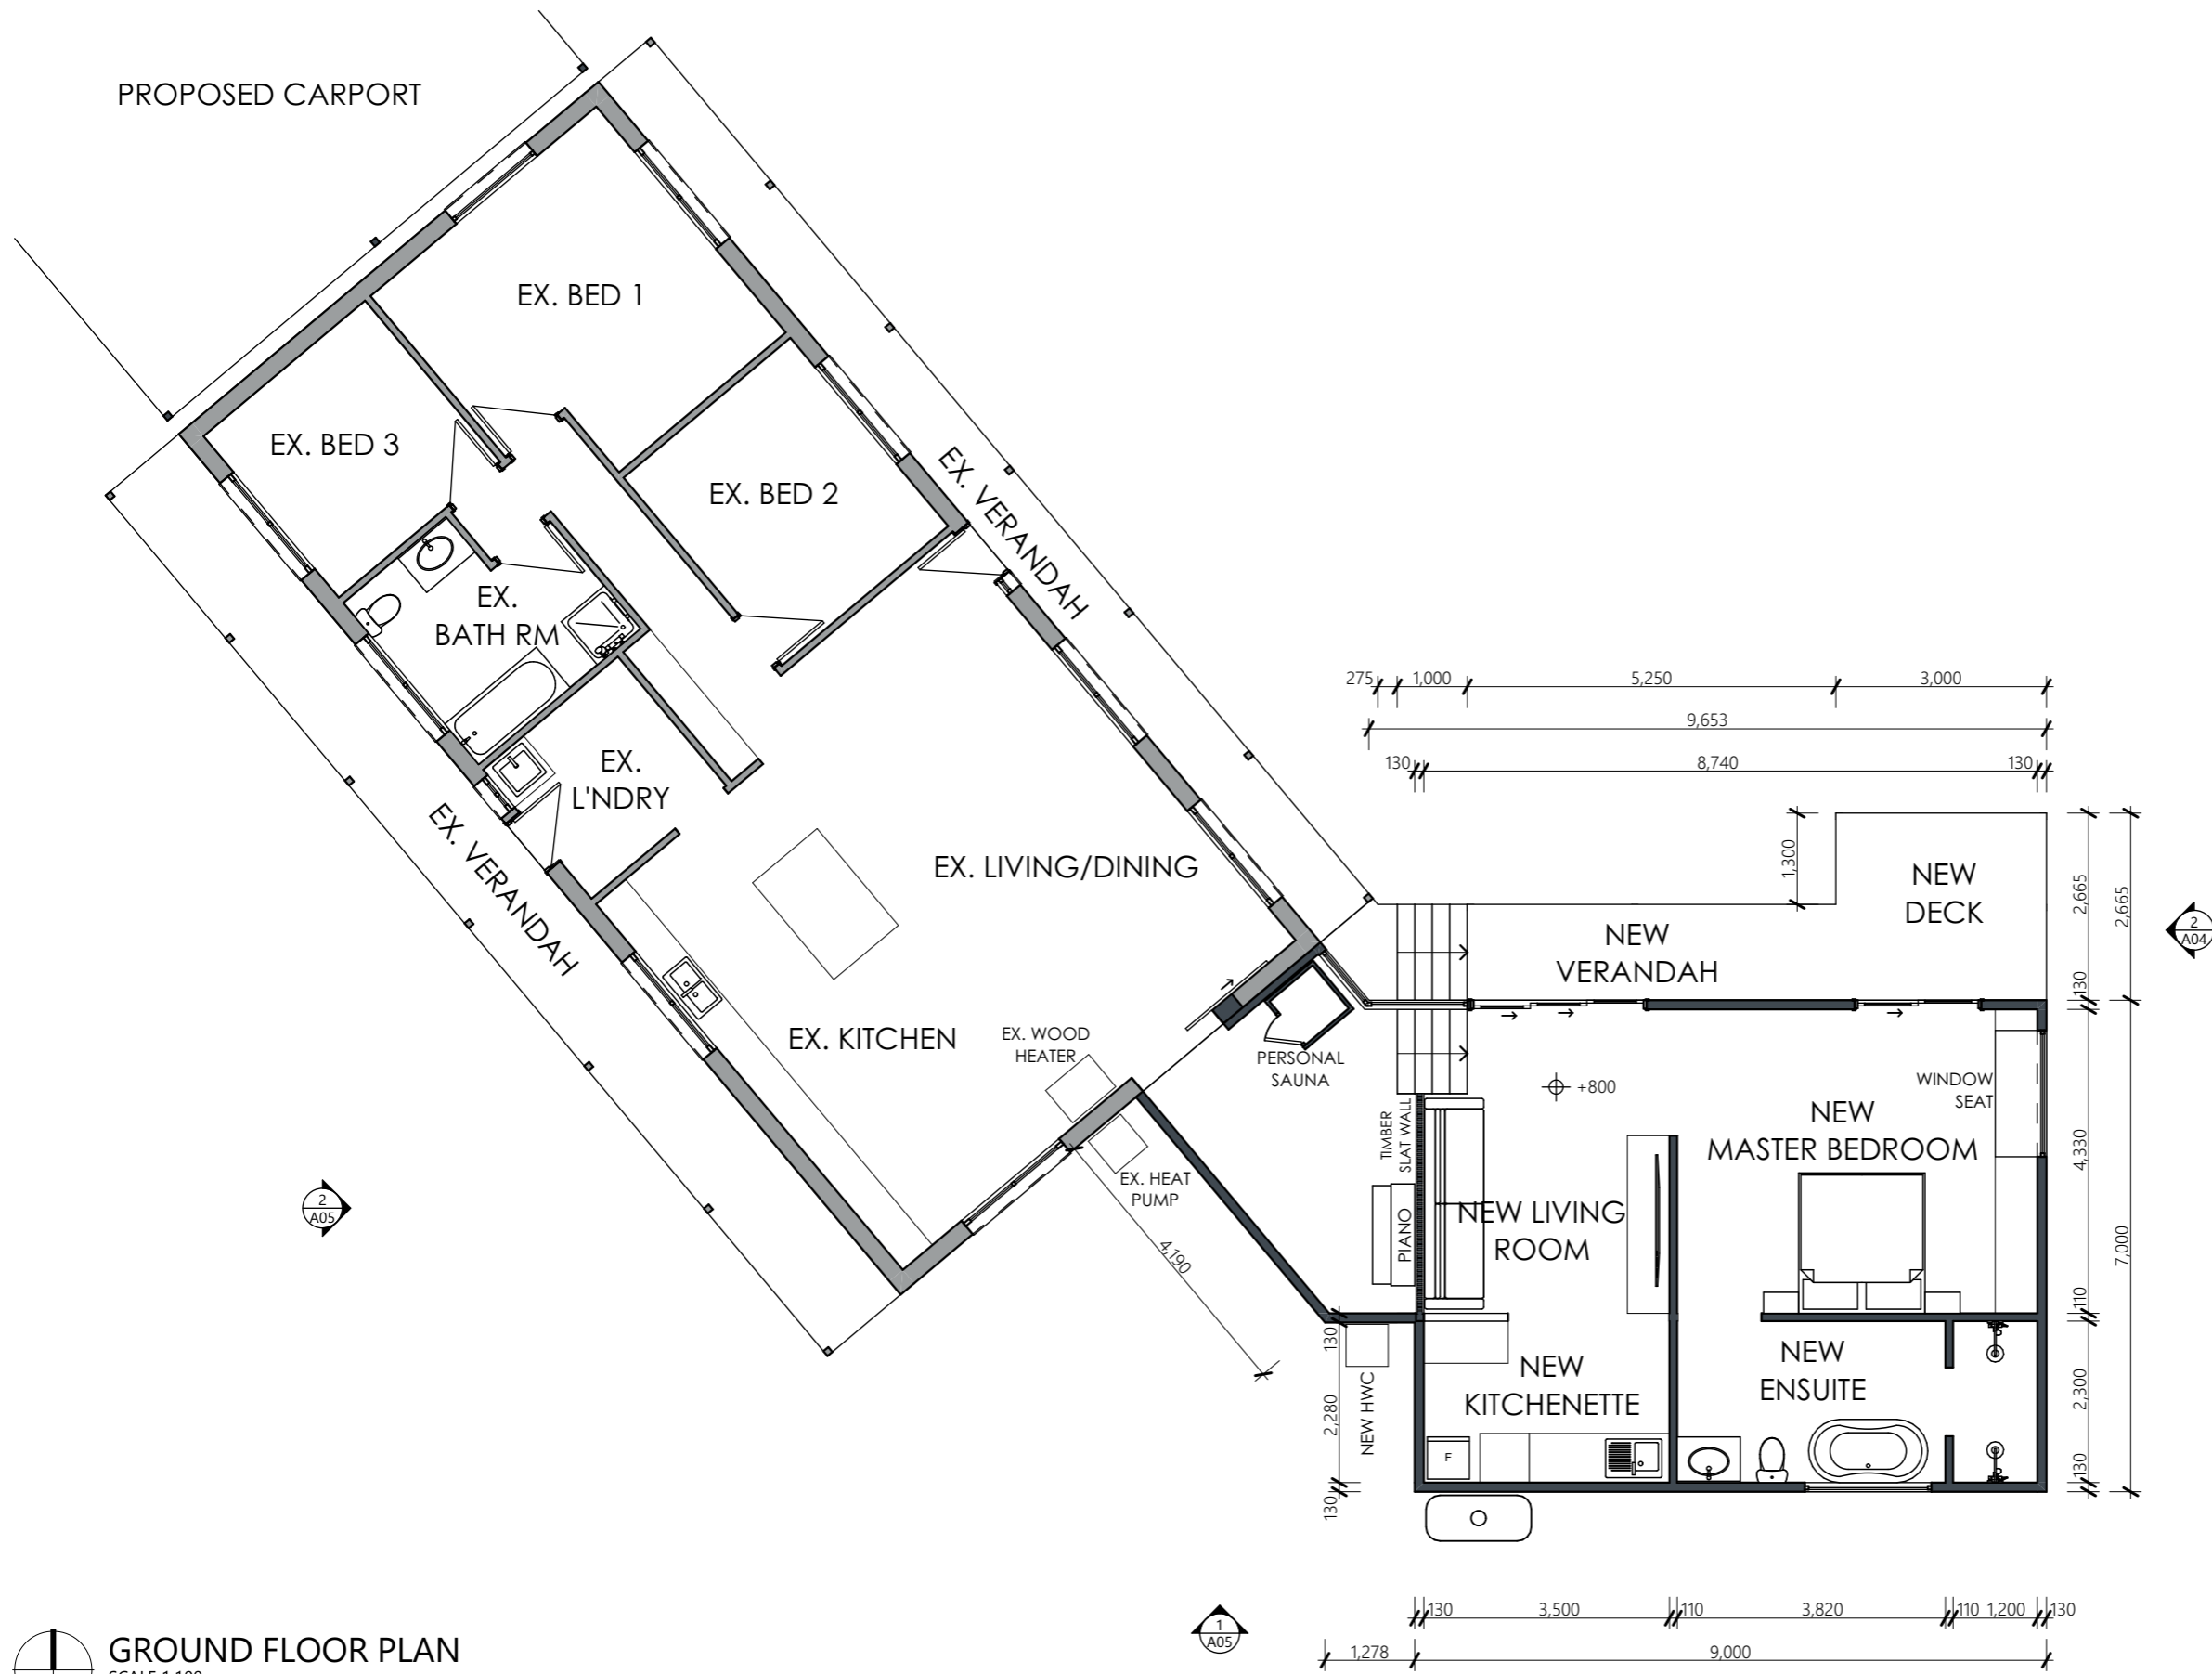 PROPOSED CARPORT
EX. BED 1
EX. BED 3
EX. BED 2
EX. VERANDAH
EX.
BATH RM
EX.
L'NDRY
EX. VERANDAH
EX. LIVING/DINING
EX. KITCHEN
EX. WOOD
HEATER
EX. HEAT
PUMP
4,190
PERSONAL
SAUNA
275
1,000
5,250
3,000
9,653
130
8,740
130
1,300
NEW
DECK
NEW
VERANDAH
2,665
2,665
130
2
A04
+800
WINDOW
SEAT
NEW
MASTER BEDROOM
4,330
TIMBER
SLAT WALL
PIANO
NEW LIVING
ROOM
7,000
110
2
A05
130
2,280
130
NEW HWC
NEW
KITCHENETTE
F
NEW
ENSUITE
2,300
130
130
3,500
110
3,820
110
1,200
130
1,278
9,000
1
A05
GROUND FLOOR PLAN